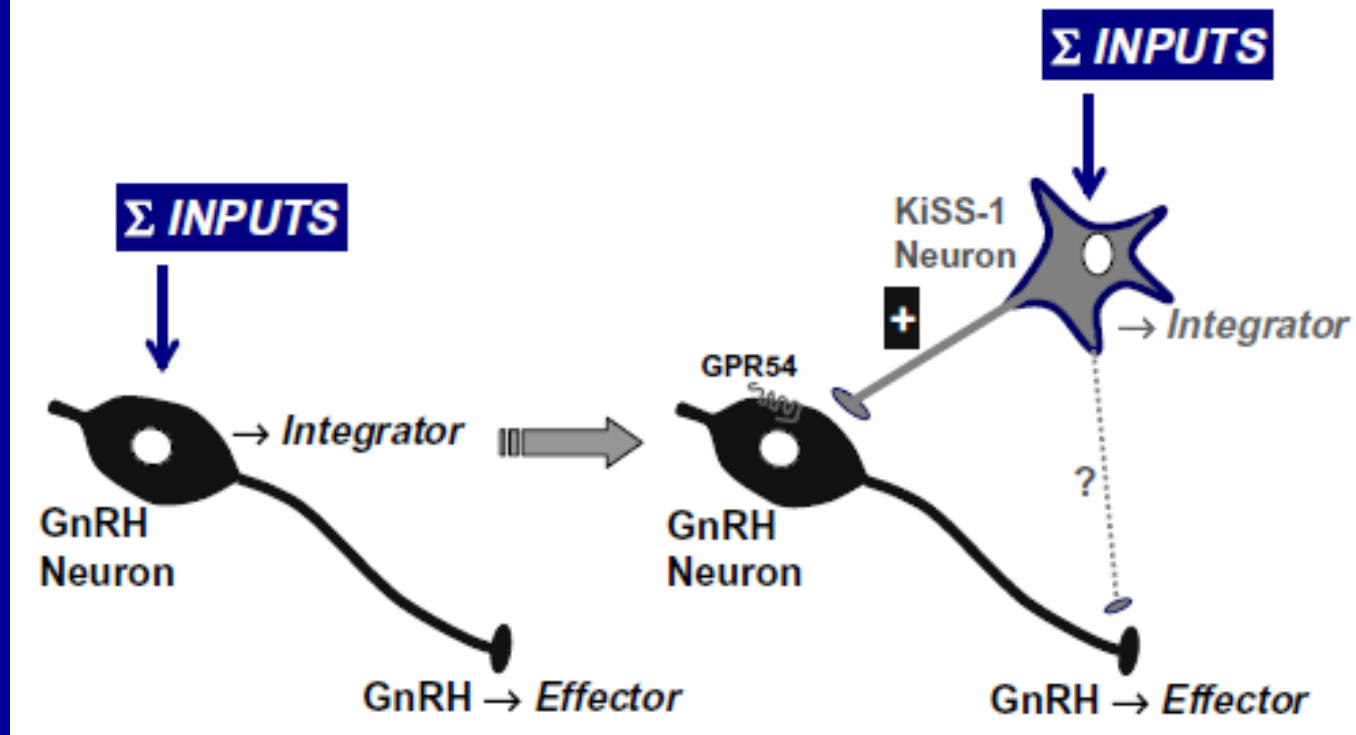 Σ INPUTS
→ Integrator
GnRH
Neuron
GnRH → Effector
Σ INPUTS
KiSS-1
Neuron
+
→ Integrator
GPR54
?
GnRH
Neuron
GnRH → Effector